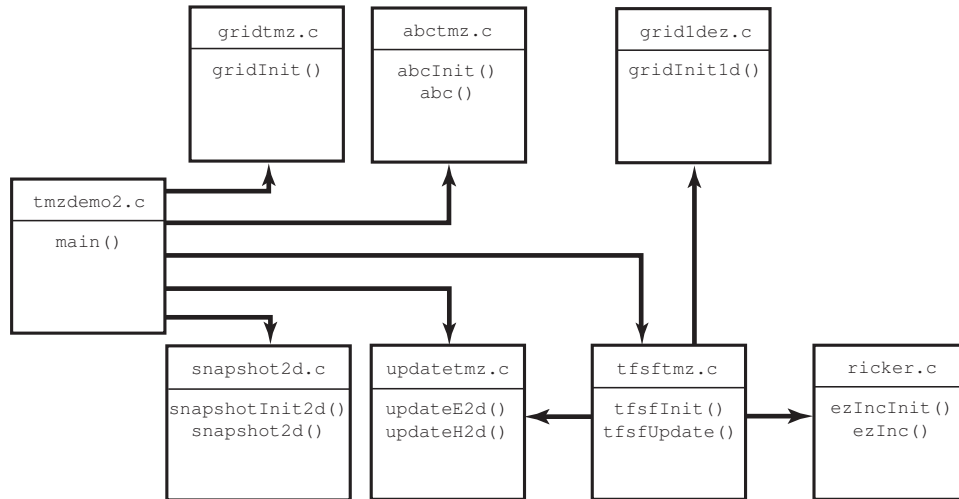 gridtmz.c
gridInit()
abctmz.c
abcInit()
abc()
grid1dez.c
gridInit1d()
tmzdemo2.c
main()
snapshot2d.c
snapshotInit2d()
snapshot2d()
updatetmz.c
updateE2d()
updateH2d()
tfsftmz.c
tfsfInit()
tfsfUpdate()
ricker.c
ezIncInit()
ezInc()